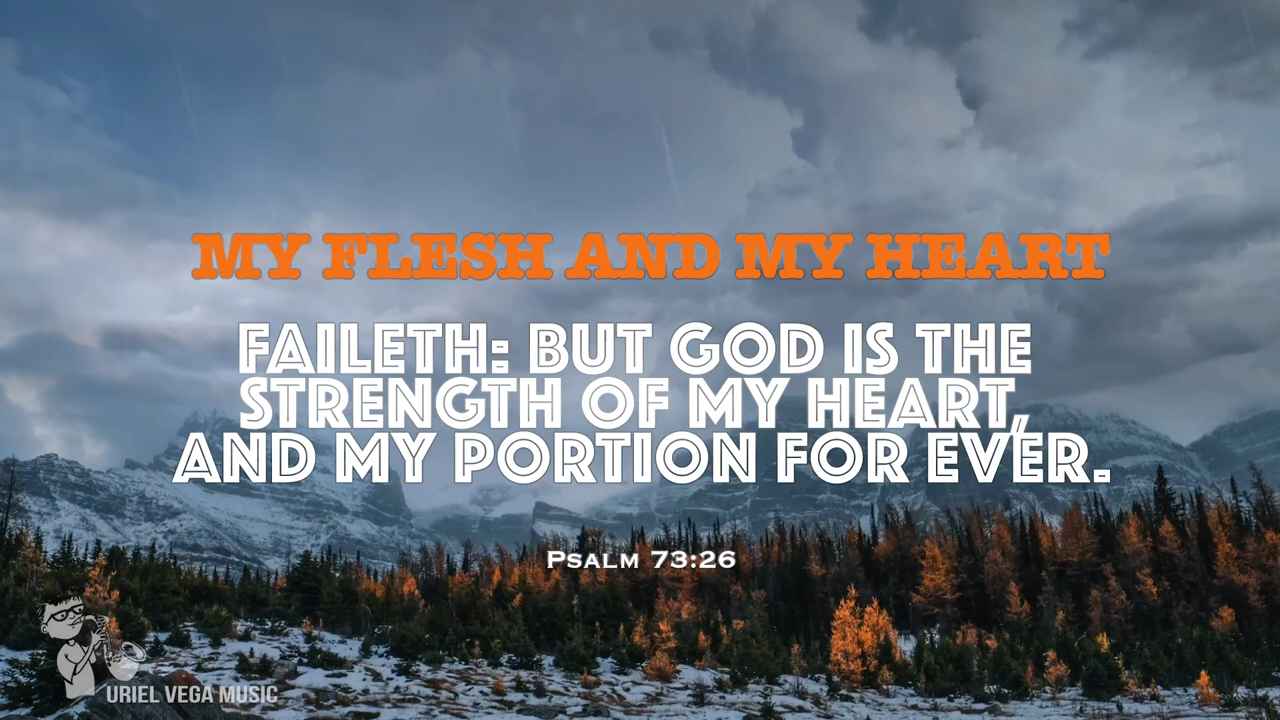 MY FLESH AND MY HEART
FAILETH: BUT GOD IS THE
STRENGTH OF MY HEART,
AND MY PORTION FOR EVER.
Psalm 73:26
URIEL VEGA MUSIC